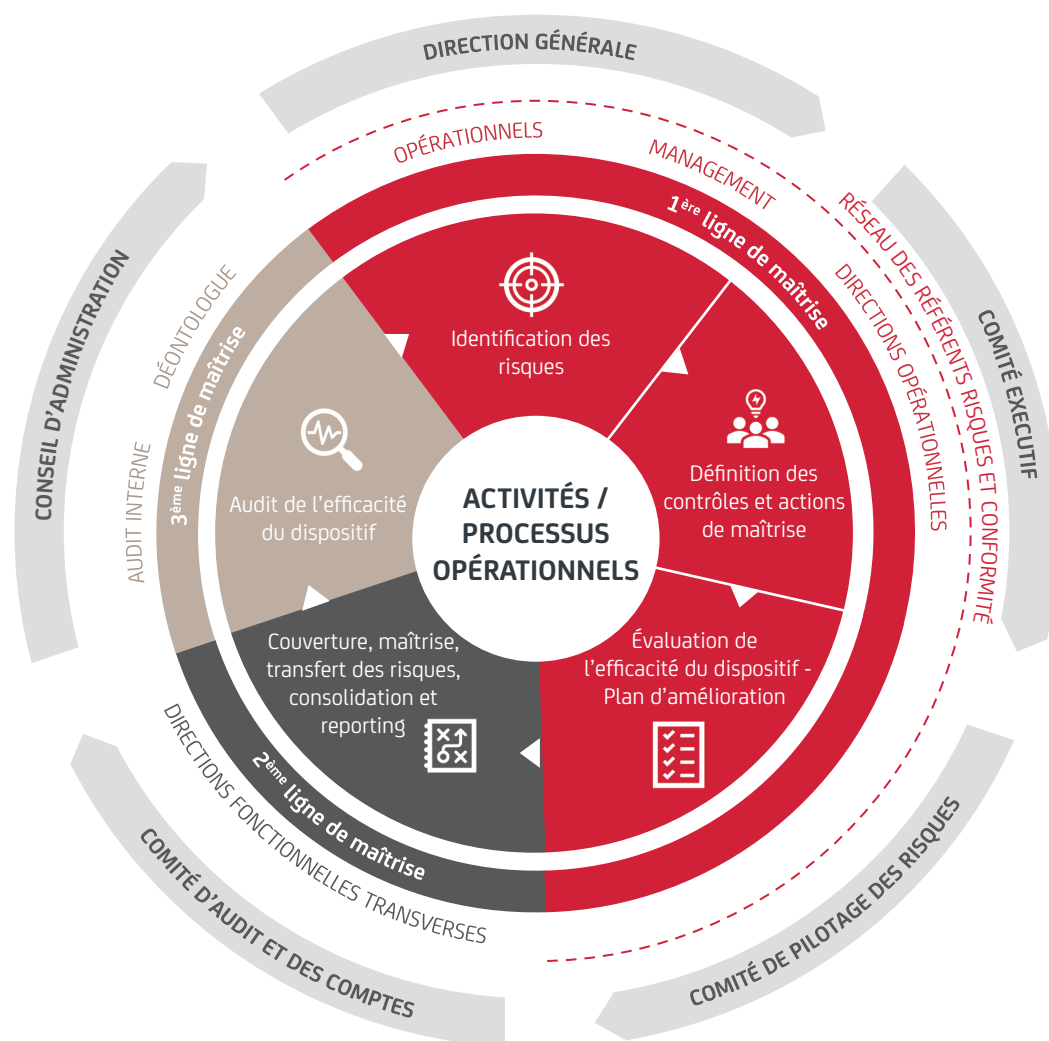 DIRECTION GÉNÉRALE
COMITÉ EXECUTIF
COMITÉ DE PILOTAGE DES RISQUES
COMITÉ D'AUDIT ET DES COMPTES
CONSEIL D'ADMINISTRATION
OPÉRATIONNELS
MANAGEMENT
DIRECTIONS OPÉRATIONNELLES
RÉSEAU DES RÉFÉRENTS RISQUES ET CONFORMITÉ
DIRECTIONS FONCTIONNELLES TRANSVERSES
AUDIT INTERNE
DÉONTOLOGUE
1ère ligne de maîtrise
2ème ligne de maîtrise
3ème ligne de maîtrise
Identification des
risques
Définition des
contrôles et actions
de maîtrise
Évaluation de
l'efficacité du dispositif -
Plan d'amélioration
Couverture, maîtrise,
transfert des risques,
consolidation et
reporting
Audit de l'efficacité
du dispositif
ACTIVITÉS /
PROCESSUS
OPÉRATIONNELS